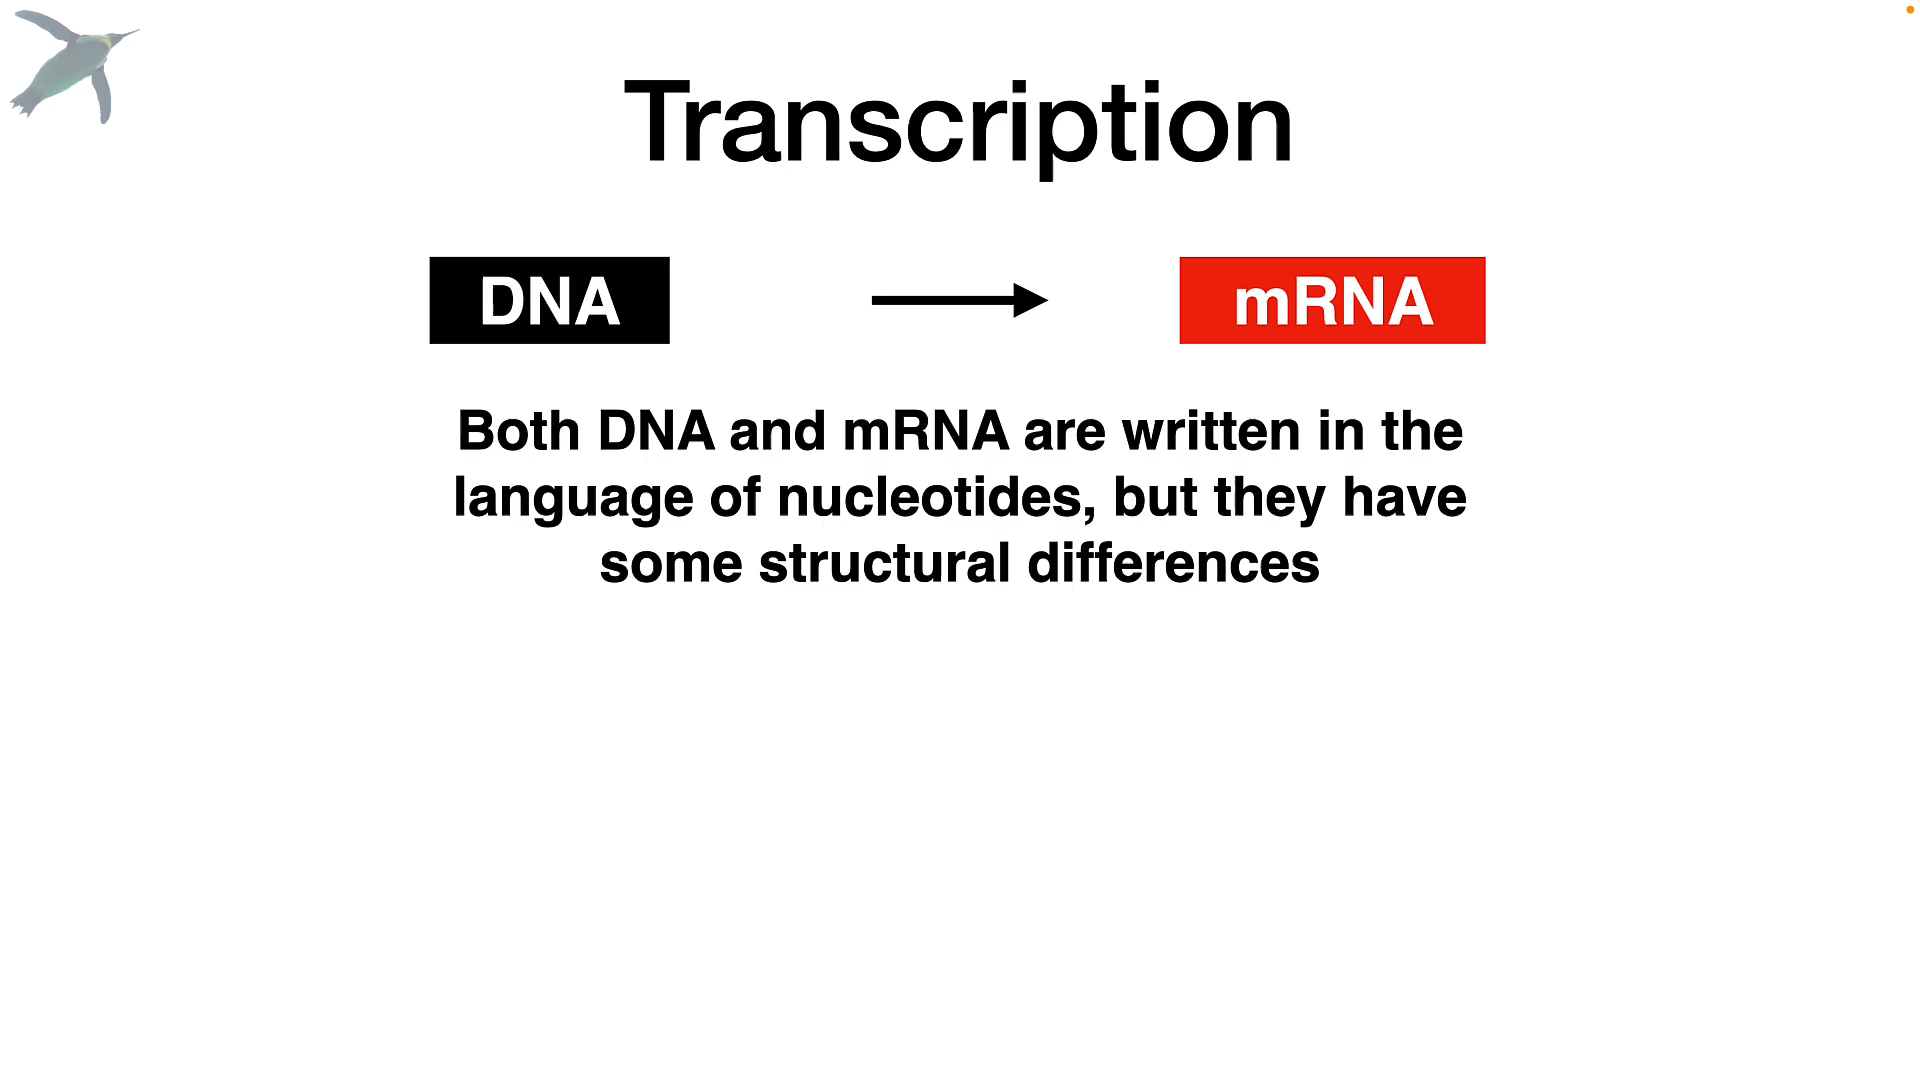 Transcription
DNA
mRNA
Both DNA and mRNA are written in the
language of nucleotides, but they have
some structural differences